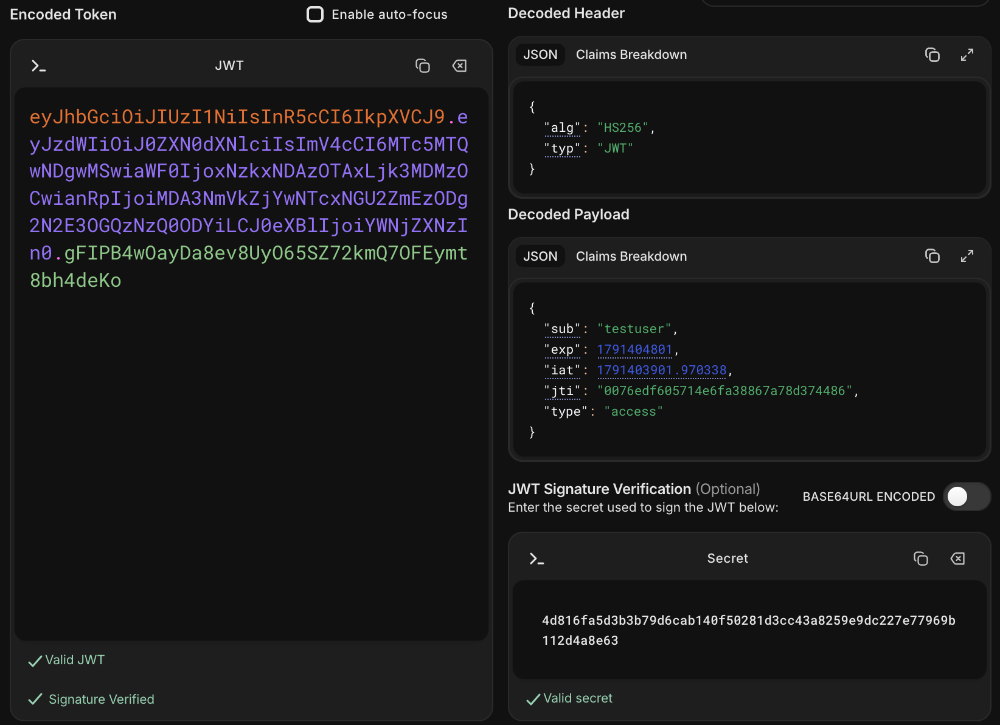 Encoded Token
Enable auto-focus
JWT
eyJhbGciOiJIUzI1NiIsInR5cCI6IkpXVCJ9.e
yJzdWIiOiJ0ZXN0dXNlciIsImV4cCI6MTc5MTQ
wNDgwMSwiaWF0IjoxNzkxNDAzOTAxLjk3MDMzO
CwianRpIjoiMDA3NmVkZjYwNTcxNGU2ZmEzODg
2N2E3OGQzNzQ0ODYiLCJ0eXBlIjoiYWNjZXNzI
n0.gFIPB4wOayDa8ev8UyO65SZ72kmQ7OFEymt
8bh4deKo
Valid JWT
Signature Verified
Decoded Header
JSON Claims Breakdown
{
"alg": "HS256",
"typ": "JWT"
}
Decoded Payload
JSON Claims Breakdown
{
"sub": "testuser",
"exp": 1791404801,
"iat": 1791403901.970338,
"jti": "0076edf605714e6fa38867a78d374486",
"type": "access"
}
JWT Signature Verification (Optional)
Enter the secret used to sign the JWT below:
BASE64URL ENCODED
Secret
4d816fa5d3b3b79d6cab140f50281d3cc43a8259e9dc227e77969b
112d4a8e63
Valid secret